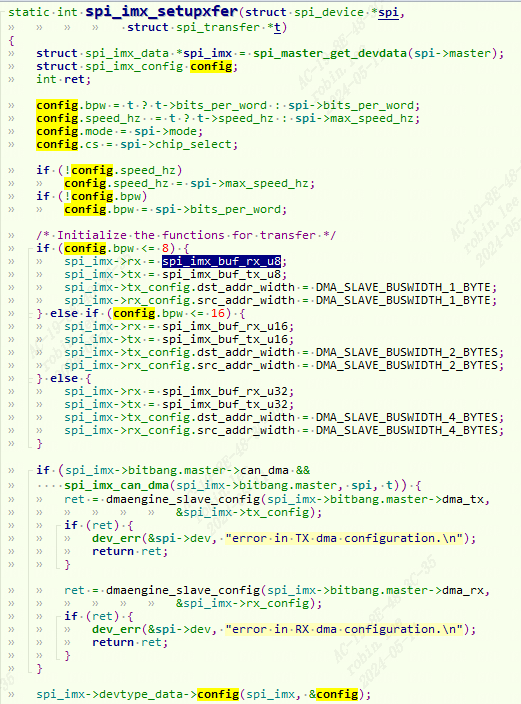 static int spi_imx_setupxfer(struct spi_device *spi,
struct spi_transfer *t)
{
struct spi_imx_data *spi_imx = spi_master_get_devdata(spi->master);
struct spi_imx_config config;
int ret;
config.bpw = t ? t->bits_per_word : spi->bits_per_word;
config.speed_hz  = t ? t->speed_hz : spi->max_speed_hz;
config.mode = spi->mode;
config.cs = spi->chip_select;
if (!config.speed_hz)
config.speed_hz = spi->max_speed_hz;
if (!config.bpw)
config.bpw = spi->bits_per_word;
/* Initialize the functions for transfer */
if (config.bpw <= 8) {
spi_imx->rx = spi_imx_buf_rx_u8;
spi_imx->tx = spi_imx_buf_tx_u8;
spi_imx->tx_config.dst_addr_width = DMA_SLAVE_BUSWIDTH_1_BYTE;
spi_imx->rx_config.src_addr_width = DMA_SLAVE_BUSWIDTH_1_BYTE;
} else if (config.bpw <= 16) {
spi_imx->rx = spi_imx_buf_rx_u16;
spi_imx->tx = spi_imx_buf_tx_u16;
spi_imx->tx_config.dst_addr_width = DMA_SLAVE_BUSWIDTH_2_BYTES;
spi_imx->rx_config.src_addr_width = DMA_SLAVE_BUSWIDTH_2_BYTES;
} else {
spi_imx->rx = spi_imx_buf_rx_u32;
spi_imx->tx = spi_imx_buf_tx_u32;
spi_imx->tx_config.dst_addr_width = DMA_SLAVE_BUSWIDTH_4_BYTES;
spi_imx->rx_config.src_addr_width = DMA_SLAVE_BUSWIDTH_4_BYTES;
}
if (spi_imx->bitbang.master->can_dma &&
spi_imx_can_dma(spi_imx->bitbang.master, spi, t)) {
ret = dmaengine_slave_config(spi_imx->bitbang.master->dma_tx,
&spi_imx->tx_config);
if (ret) {
dev_err(&spi->dev, "error in TX dma configuration.\n");
return ret;
}
ret = dmaengine_slave_config(spi_imx->bitbang.master->dma_rx,
&spi_imx->rx_config);
if (ret) {
dev_err(&spi->dev, "error in RX dma configuration.\n");
return ret;
}
}
spi_imx->devtype_data->config(spi_imx, &config);